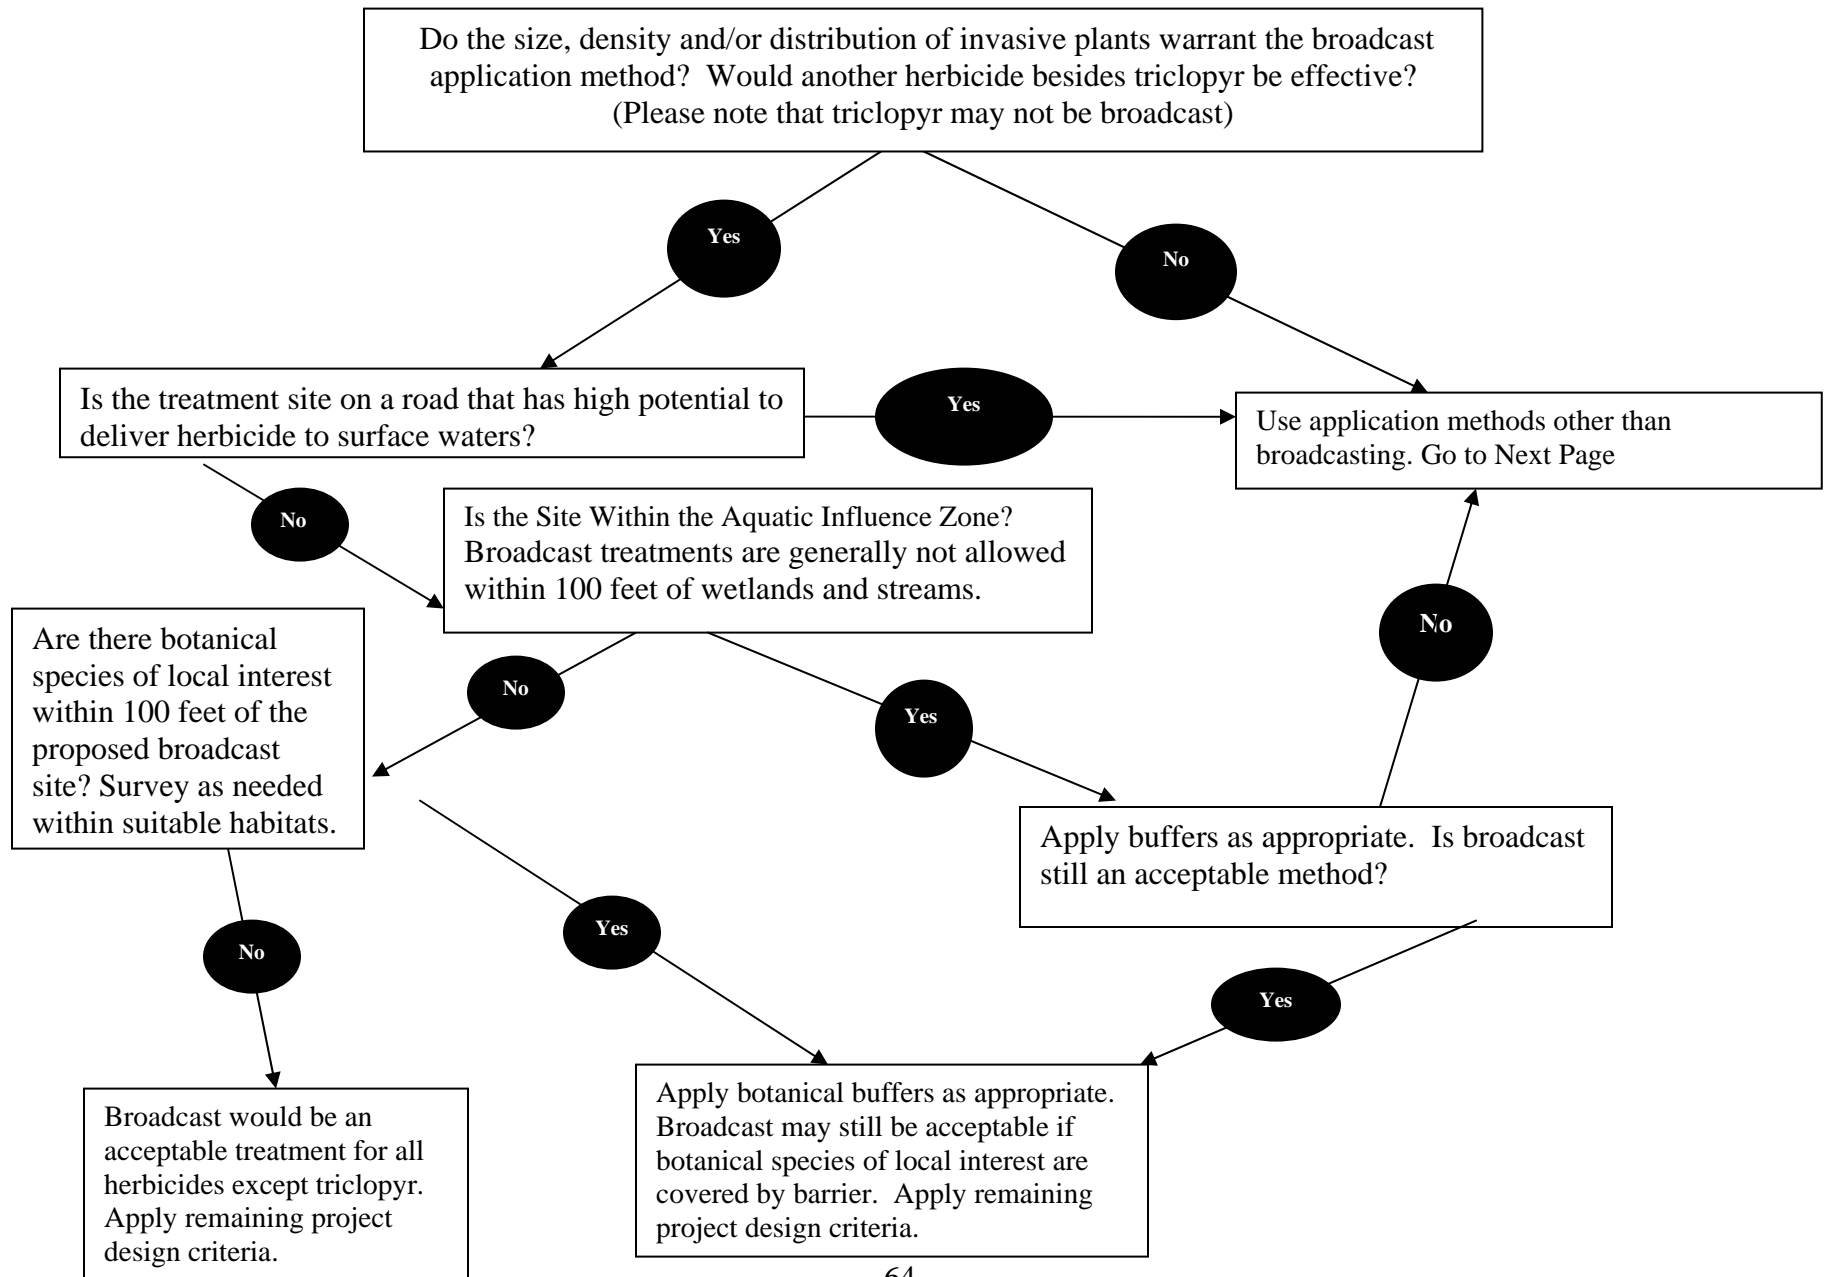 Do the size, density and/or distribution of invasive plants warrant the broadcast
application method?  Would another herbicide besides triclopyr be effective?
(Please note that triclopyr may not be broadcast)
Yes
No
Is the treatment site on a road that has high potential to
deliver herbicide to surface waters?
Yes
Use application methods other than
broadcasting. Go to Next Page
No
Is the Site Within the Aquatic Influence Zone?
Broadcast treatments are generally not allowed
within 100 feet of wetlands and streams.
No
Are there botanical
species of local interest
within 100 feet of the
proposed broadcast
site? Survey as needed
within suitable habitats.
No
Yes
Apply buffers as appropriate.  Is broadcast
still an acceptable method?
No
Yes
Yes
Broadcast would be an
acceptable treatment for all
herbicides except triclopyr.
Apply remaining project
design criteria.
Apply botanical buffers as appropriate.
Broadcast may still be acceptable if
botanical species of local interest are
covered by barrier.  Apply remaining
project design criteria.
64